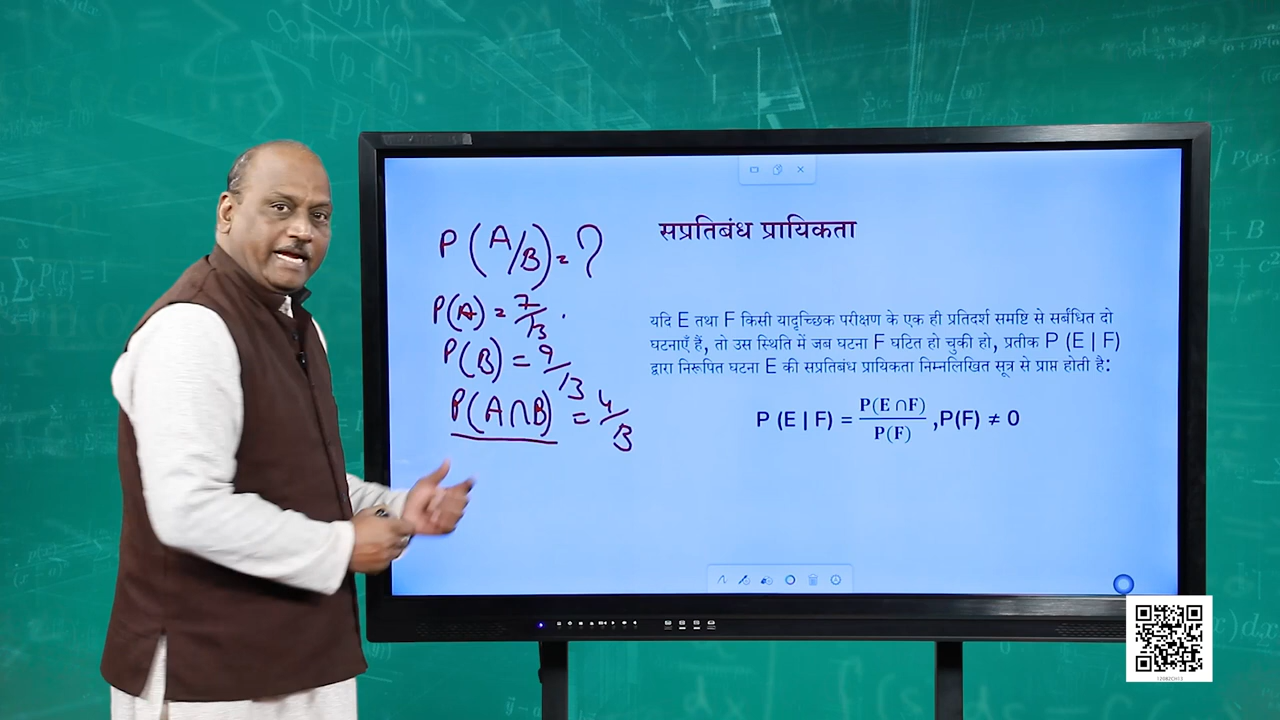 P(A/B) = ?
P(A) = 7/13 .
P(B) = 9/13
P(A∩B) = 4/13
सप्रतिबंध प्रायिकता
यदि E तथा F किसी यादृच्छिक परीक्षण के एक ही प्रतिदर्श समष्टि से सर्बंधित दो
घटनाएँ हैं, तो उस स्थिति में जब घटना F घटित हो चुकी हो, प्रतीक P (E | F)
द्वारा निरूपित घटना E की सप्रतिबंध प्रायिकता निम्नलिखित सूत्र से प्राप्त होती है:
P (E | F) = P(E ∩F)/P(F) ,P(F) ≠ 0